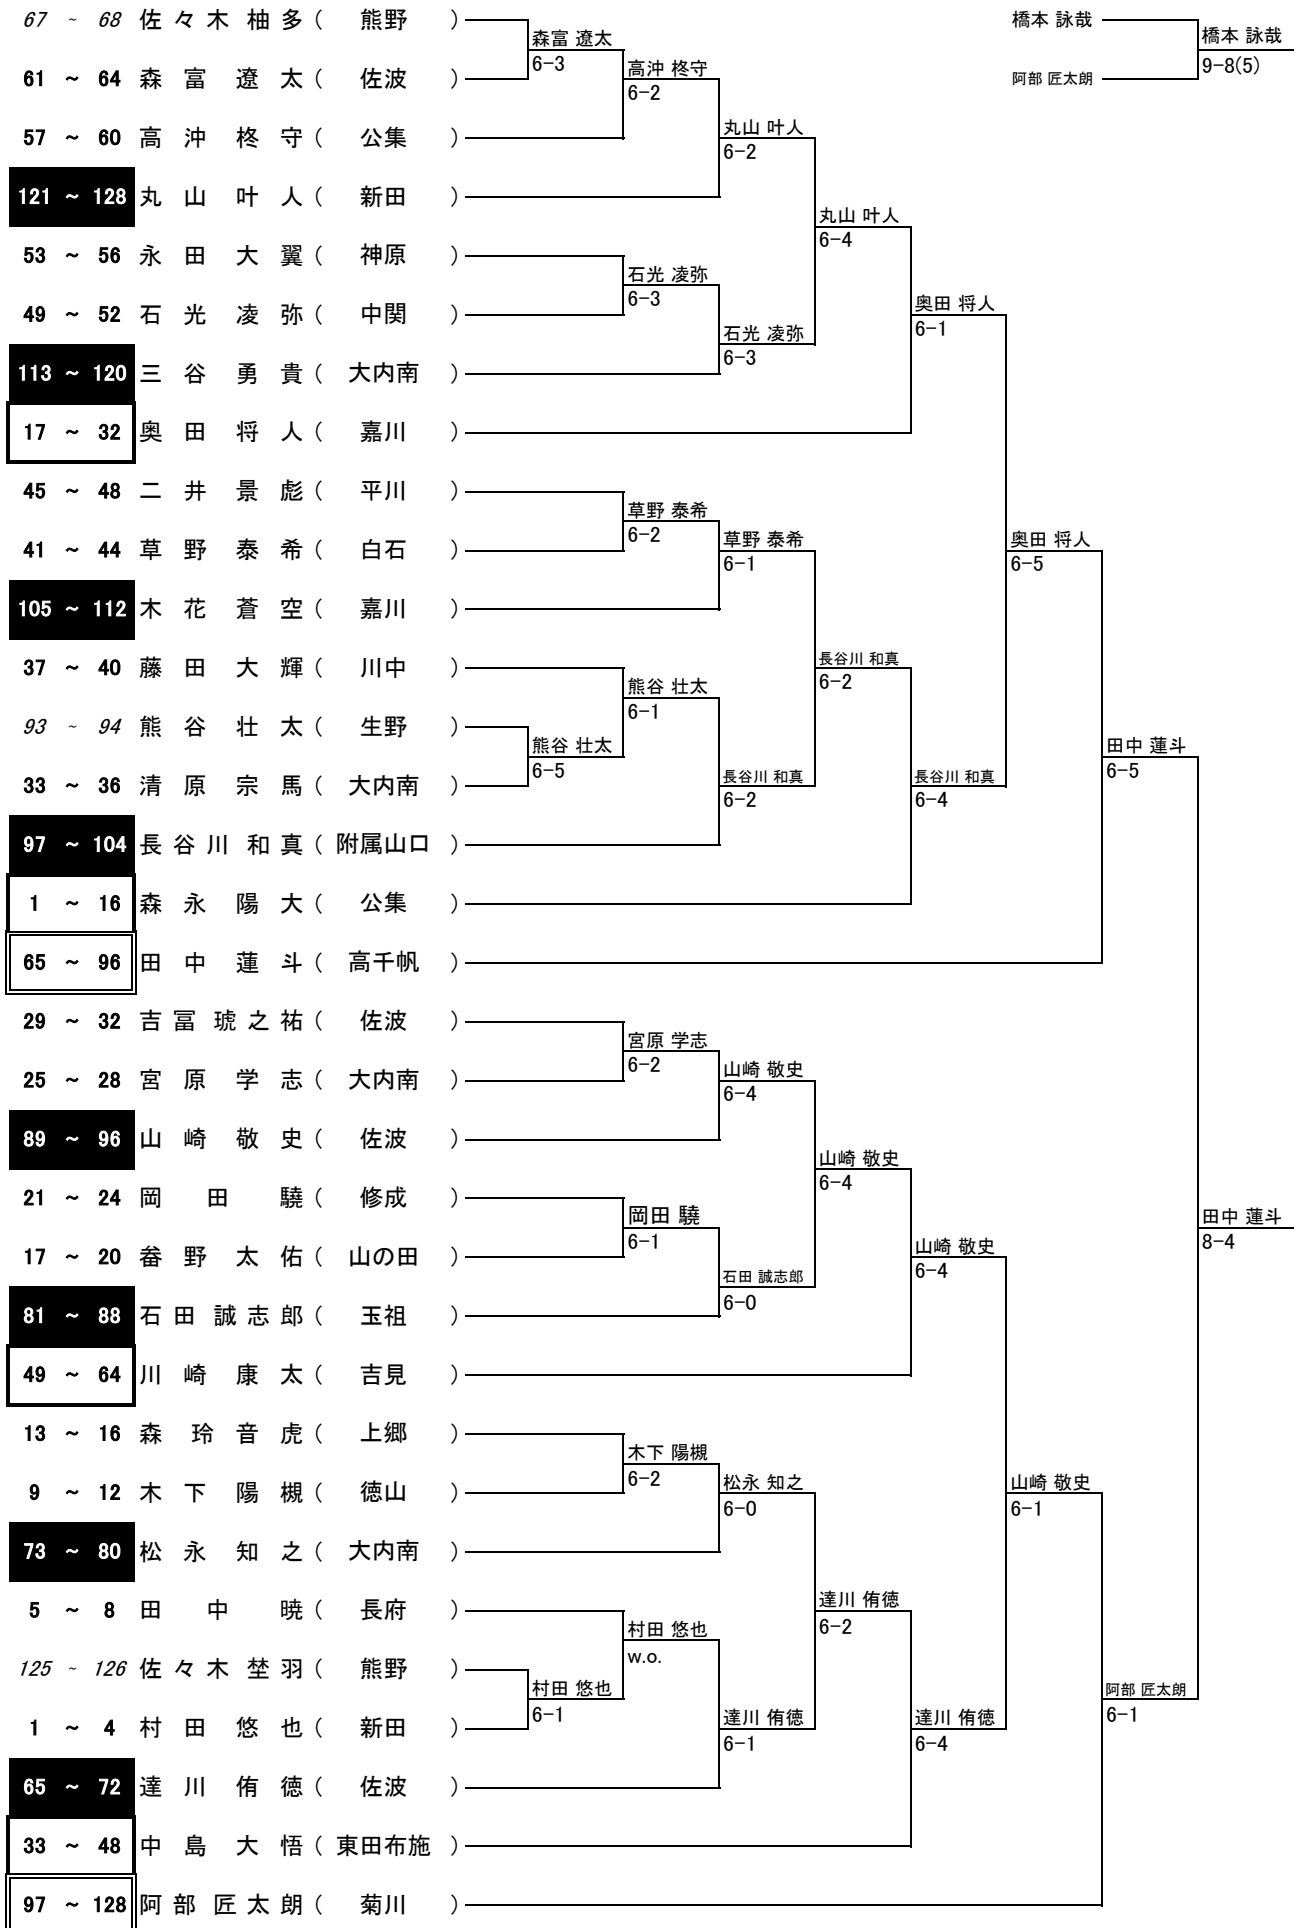 67 ~ 68 佐々木 柚多 ( 熊野 )
橋本 詠哉
森富 遼太
橋本 詠哉
6-3
9-8(5)
高沖 柊守
61 ~ 64 森富 遼太 ( 佐波 )
阿部 匠太朗
6-2
丸山 叶人
57 ~ 60 高沖 柊守 ( 公集 )
6-2
121 ~ 128 丸山 叶人 ( 新田 )
丸山 叶人
6-4
53 ~ 56 永田 大翼 ( 神原 )
石光 凌弥
6-3
奥田 将人
49 ~ 52 石光 凌弥 ( 中関 )
6-1
石光 凌弥
6-3
113 ~ 120 三谷 勇貴 ( 大内南 )
17 ~ 32 奥田 将人 ( 嘉川 )
45 ~ 48 二井 景彪 ( 平川 )
草野 泰希
6-2
草野 泰希
奥田 将人
41 ~ 44 草野 泰希 ( 白石 )
6-1
6-5
105 ~ 112 木花 蒼空 ( 嘉川 )
長谷川 和真
37 ~ 40 藤田 大輝 ( 川中 )
6-2
熊谷 壮太
6-1
93 ~ 94 熊谷 壮太 ( 生野 )
熊谷 壮太
田中 蓮斗
6-5
6-5
長谷川 和真
長谷川 和真
33 ~ 36 清原 宗馬 ( 大内南 )
6-2
6-4
97 ~ 104 長谷川 和真 ( 附属山口 )
1 ~ 16 森永 陽大 ( 公集 )
65 ~ 96 田中 蓮斗 ( 高千帆 )
29 ~ 32 吉冨 琥之祐 ( 佐波 )
宮原 学志
6-2
山崎 敬史
25 ~ 28 宮原 学志 ( 大内南 )
6-4
89 ~ 96 山崎 敬史 ( 佐波 )
山崎 敬史
6-4
21 ~ 24 岡田 驍 ( 修成 )
岡田 驍
田中 蓮斗
6-1
8-4
山崎 敬史
17 ~ 20 畚野 太佑 ( 山の田 )
6-4
石田 誠志郎
6-0
81 ~ 88 石田 誠志郎 ( 玉祖 )
49 ~ 64 川崎 康太 ( 吉見 )
13 ~ 16 森 玲音虎 ( 上郷 )
木下 陽槻
6-2
松永 知之
山崎 敬史
9 ~ 12 木下 陽槻 ( 徳山 )
6-0
6-1
73 ~ 80 松永 知之 ( 大内南 )
達川 侑徳
5 ~ 8 田中 暁 ( 長府 )
6-2
村田 悠也
w.o.
125 ~ 126 佐々木 埜羽 ( 熊野 )
村田 悠也
阿部 匠太朗
6-1
6-1
達川 侑徳
達川 侑徳
1 ~ 4 村田 悠也 ( 新田 )
6-1
6-4
65 ~ 72 達川 侑徳 ( 佐波 )
33 ~ 48 中島 大悟 ( 東田布施 )
97 ~ 128 阿部 匠太朗 ( 菊川 )